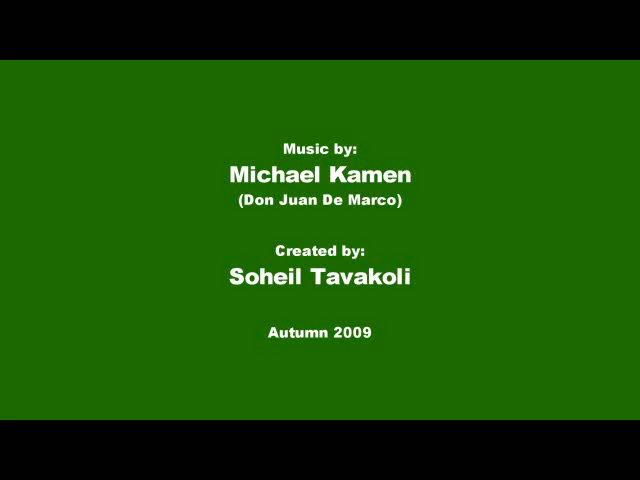 Music by:
Michael Kamen
(Don Juan De Marco)
Created by:
Soheil Tavakoli
Autumn 2009